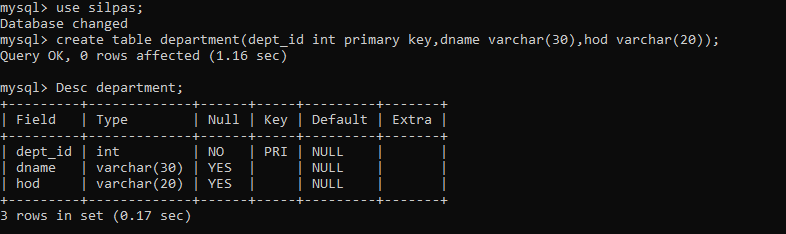 mysql> use silpas;
Database changed
mysql> create table department(dept_id int primary key,dname varchar(30),hod varchar(20));
Query OK, 0 rows affected (1.16 sec)

mysql> Desc department;
+---------+-------------+------+-----+---------+-------+
| Field   | Type        | Null | Key | Default | Extra |
+---------+-------------+------+-----+---------+-------+
| dept_id | int         | NO   | PRI | NULL    |       |
| dname   | varchar(30) | YES  |     | NULL    |       |
| hod     | varchar(20) | YES  |     | NULL    |       |
+---------+-------------+------+-----+---------+-------+
3 rows in set (0.17 sec)